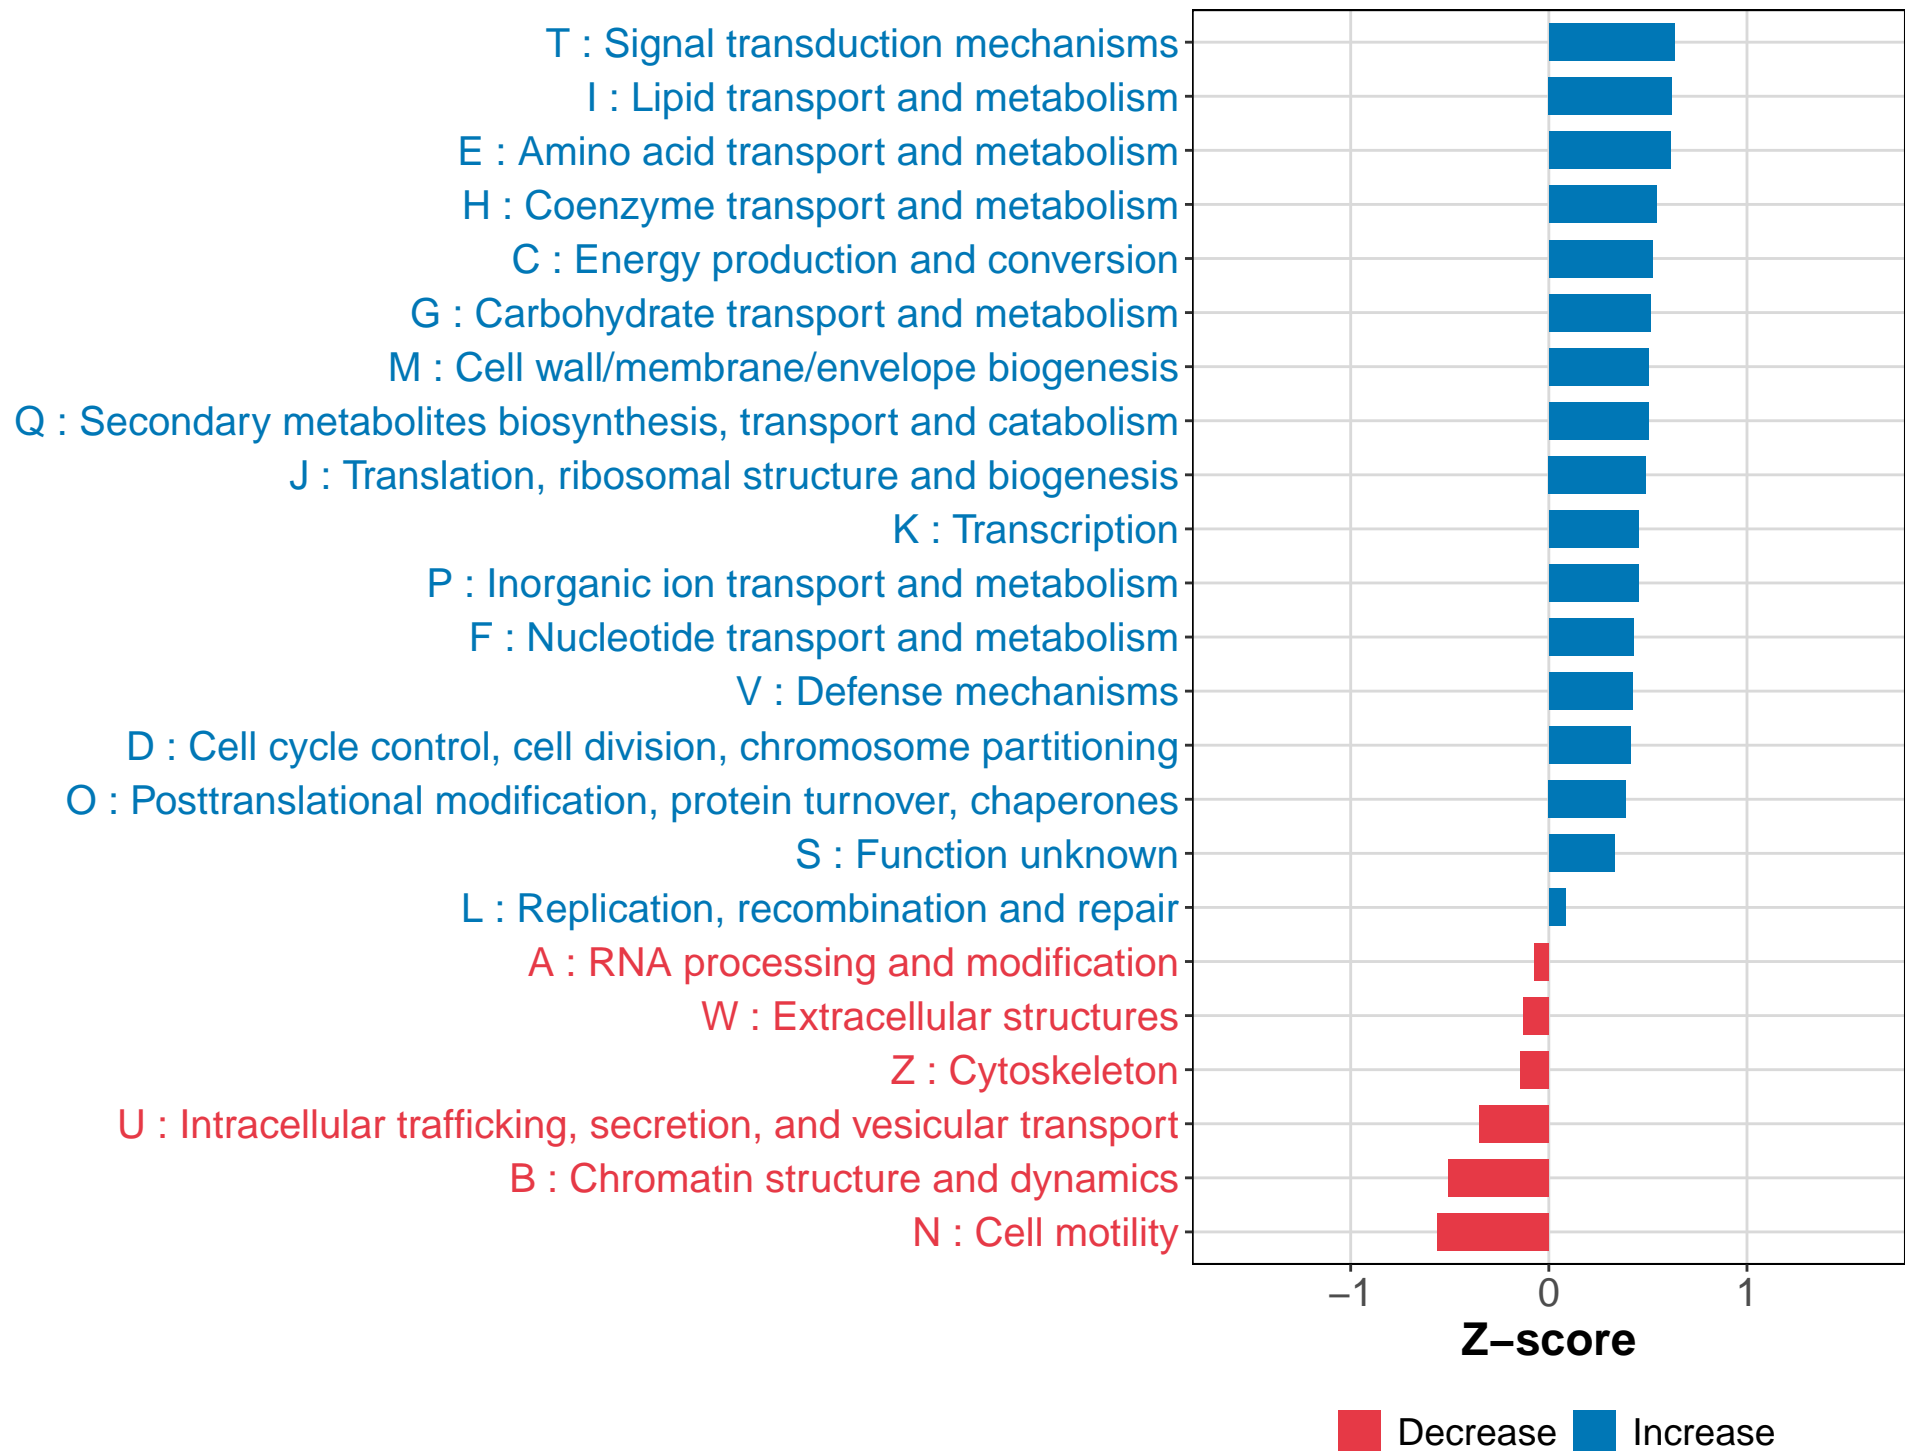 T : Signal transduction mechanisms
I : Lipid transport and metabolism
E : Amino acid transport and metabolism
H : Coenzyme transport and metabolism
C : Energy production and conversion
G : Carbohydrate transport and metabolism
M : Cell wall/membrane/envelope biogenesis
Q : Secondary metabolites biosynthesis, transport and catabolism
J : Translation, ribosomal structure and biogenesis
K : Transcription
P : Inorganic ion transport and metabolism
F : Nucleotide transport and metabolism
V : Defense mechanisms
D : Cell cycle control, cell division, chromosome partitioning
O : Posttranslational modification, protein turnover, chaperones
S : Function unknown
L : Replication, recombination and repair
A : RNA processing and modification
W : Extracellular structures
Z : Cytoskeleton
U : Intracellular trafficking, secretion, and vesicular transport
B : Chromatin structure and dynamics
N : Cell motility
−1 0 1
Z−score
Decrease Increase